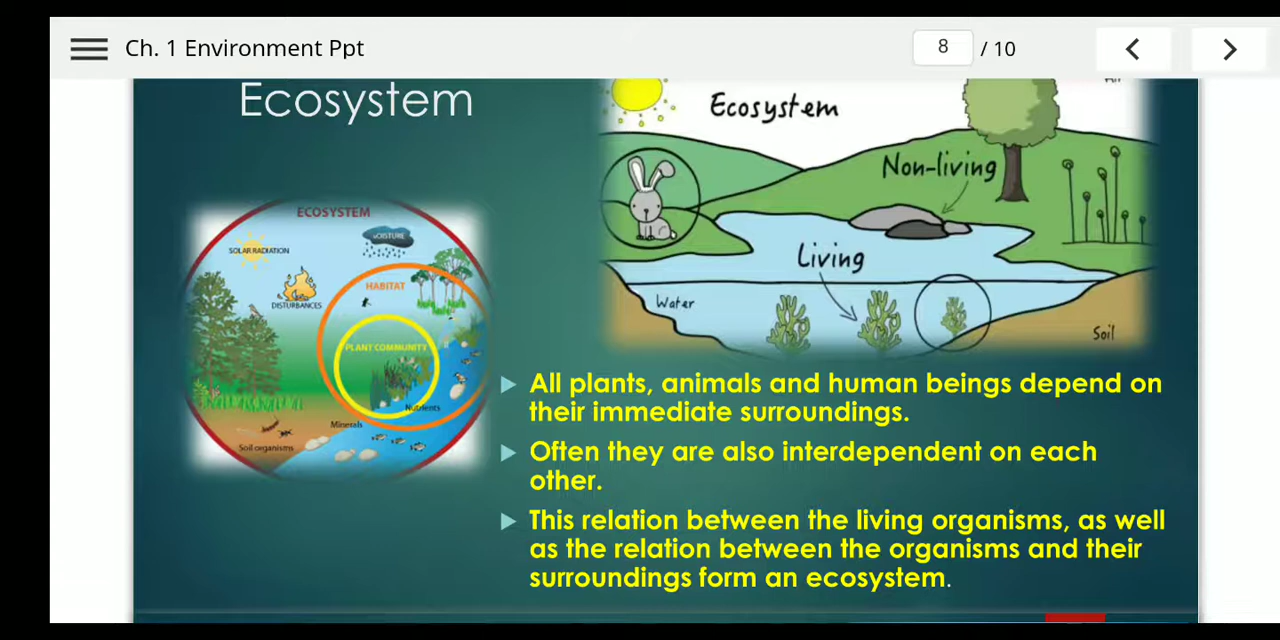 Ch. 1 Environment Ppt
8 / 10
Ecosystem
Air
Ecosystem
Non-living
Living
Water
Soil
ECOSYSTEM
SOLAR RADIATION
MOISTURE
DISTURBANCES
HABITAT
PLANT COMMUNITY
Nutrients
Minerals
Soil organisms
All plants, animals and human beings depend on
their immediate surroundings.
Often they are also interdependent on each
other.
This relation between the living organisms, as well
as the relation between the organisms and their
surroundings form an ecosystem.